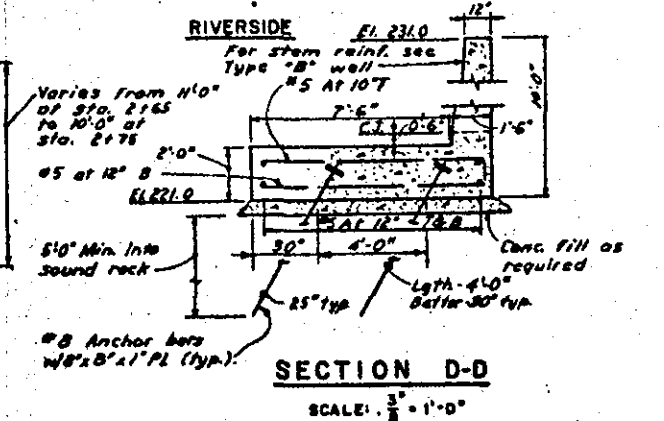 RIVERSIDE
12"
El. 231.0
For stem reinf. see
Type "B" wall
#5 At 10"T
Varies from 11'0"
at sta. 2+65
to 10'-0" at
sta. 2+75
7'-6"
10'-0"
C.J.
0'-6"
1'-6"
2'-0"
#5 at 12" B
El 221.0
At 12" T&B
5'0" Min. into
sound rock
30"
4'-0"
Conc. fill as
required
25° typ.
Lgth - 4'-0"
Batter 30° typ.
#8 Anchor bars
w/8"x8"x1" PL (typ.)
SECTION D-D
SCALE: 3/8" = 1'-0"